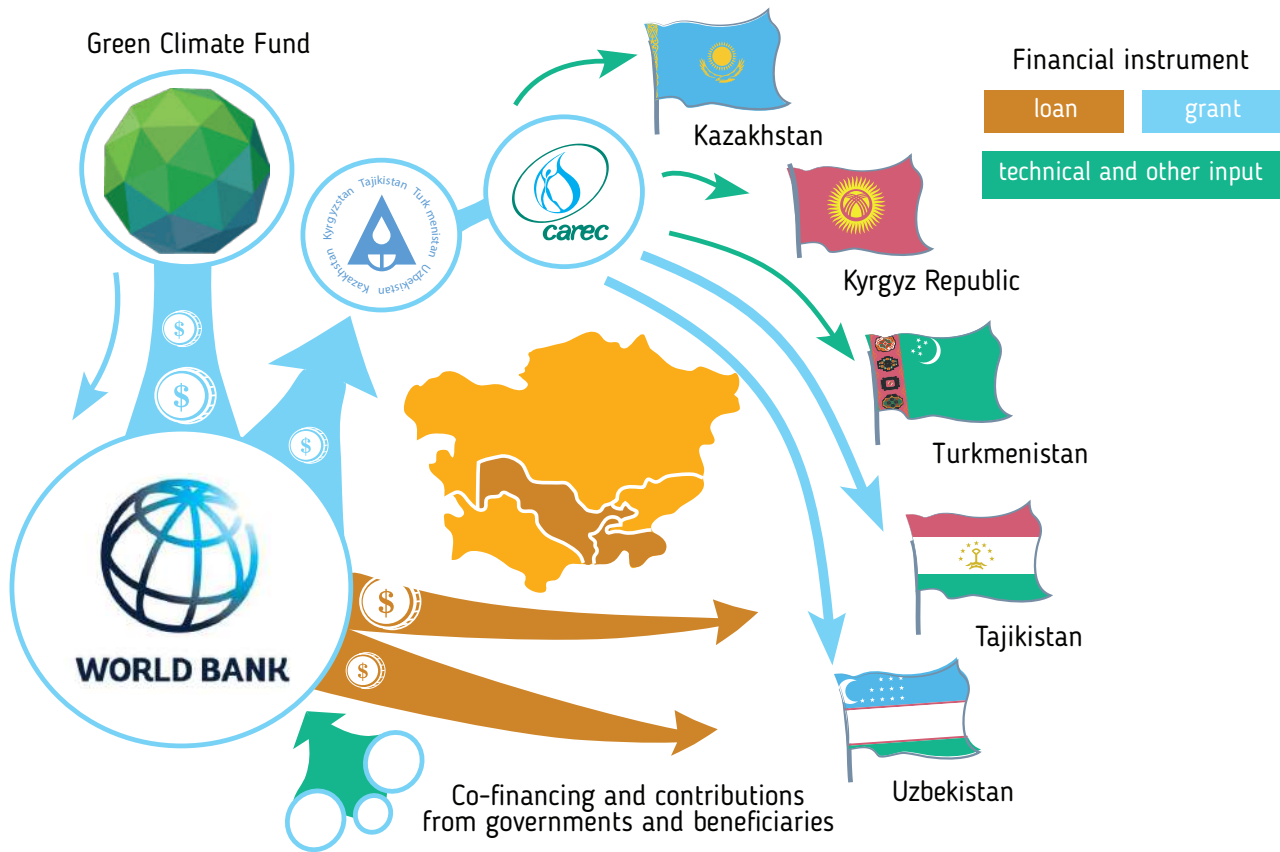 Green Climate Fund
Financial instrument
loan
grant
technical and other input
Kazakhstan
Kazakhstan Kyrgyzstan Tajikistan Turkmenistan Uzbekistan
carec
Kyrgyz Republic
$
$
$
Turkmenistan
WORLD BANK
$
$
Tajikistan
Uzbekistan
Co-financing and contributions
from governments and beneficiaries